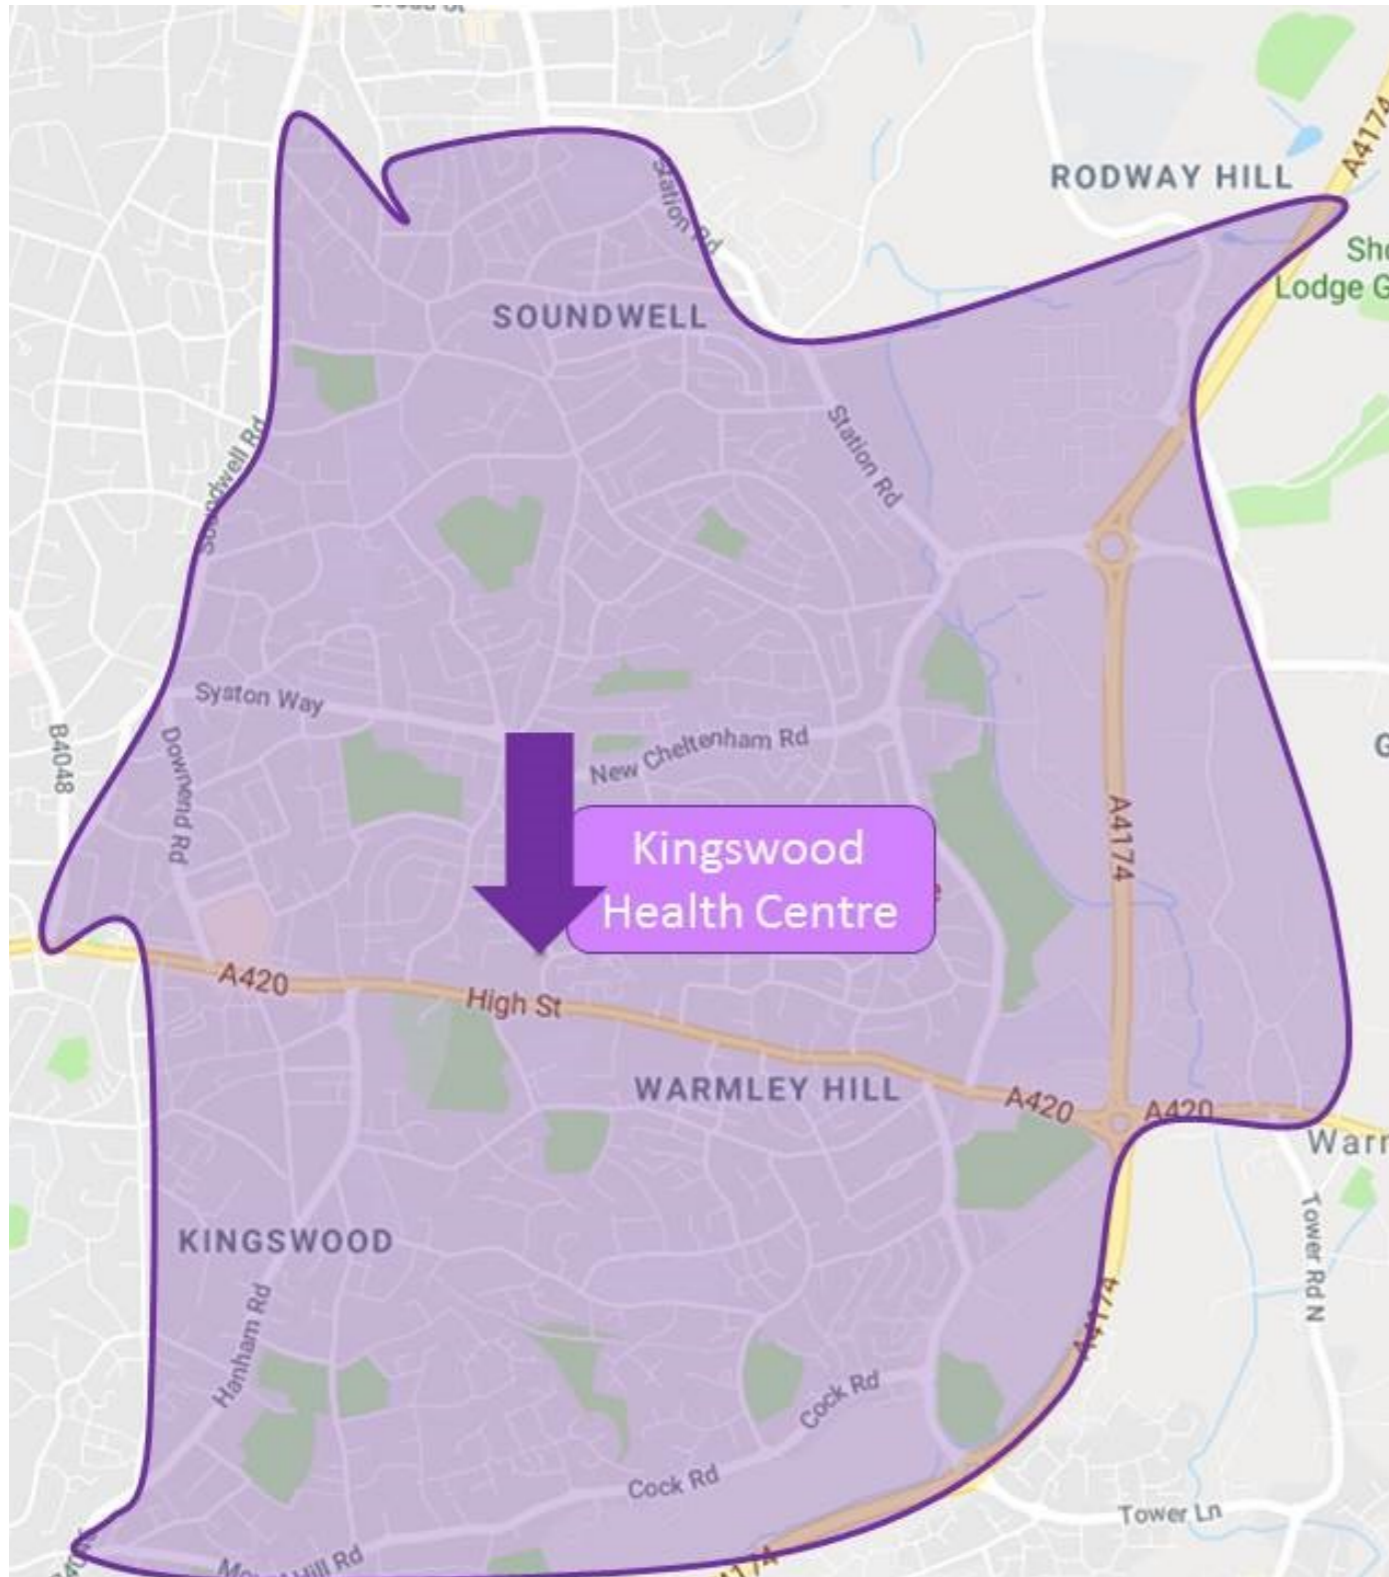 RODWAY HILL
A4174
Station Rd
SOUNDWELL
Lodge G
Station Rd
Soundwell Rd
Syston Way
B4048
Downend Rd
New Cheltenham Rd
A4174
Kingswood
Health Centre
A420
High St
WARMLEY HILL
A420
A420
KINGSWOOD
Tower Rd N
Hanham Rd
A4174
Cock Rd
Cock Rd
Tower Ln
Hill Rd